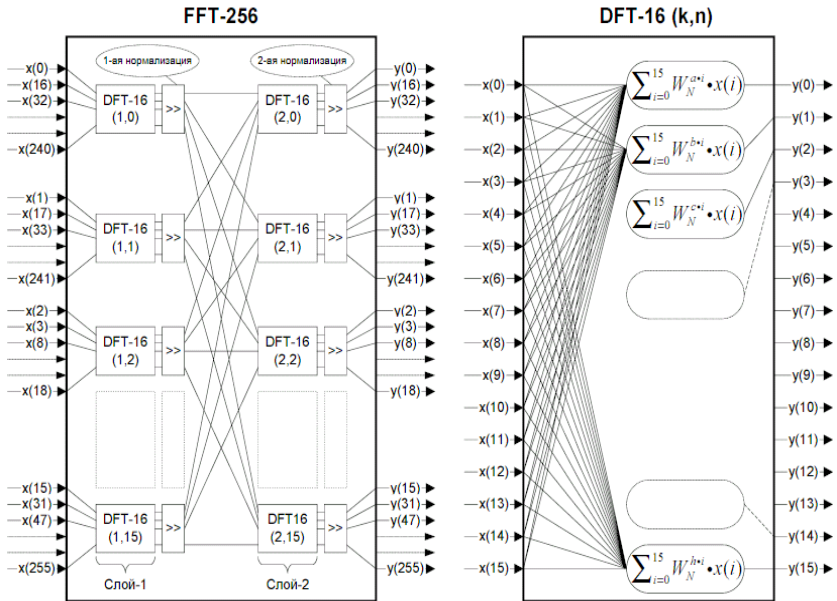 FFT-256
1-ая нормализация
2-ая нормализация
x(0)
x(16)
x(32)
x(240)
DFT-16
(1,0)
>>
DFT-16
(2,0)
>>
y(0)
y(16)
y(32)
y(240)
x(1)
x(17)
x(33)
x(241)
DFT-16
(1,1)
>>
DFT-16
(2,1)
>>
y(1)
y(17)
y(33)
y(241)
x(2)
x(3)
x(8)
x(18)
DFT-16
(1,2)
>>
DFT-16
(2,2)
>>
y(2)
y(3)
y(8)
y(18)
x(15)
x(31)
x(47)
x(255)
DFT-16
(1,15)
>>
DFT16
(2,15)
>>
y(15)
y(31)
y(47)
y(255)
Слой-1
Слой-2
DFT-16 (k,n)
x(0)
x(1)
x(2)
x(3)
x(4)
x(5)
x(6)
x(7)
x(8)
x(9)
x(10)
x(11)
x(12)
x(13)
x(14)
x(15)
∑_{i=0}^{15} W_N^{a•i}•x(i)
∑_{i=0}^{15} W_N^{b•i}•x(i)
∑_{i=0}^{15} W_N^{c•i}•x(i)
∑_{i=0}^{15} W_N^{h•i}•x(i)
y(0)
y(1)
y(2)
y(3)
y(4)
y(5)
y(6)
y(7)
y(8)
y(9)
y(10)
y(11)
y(12)
y(13)
y(14)
y(15)